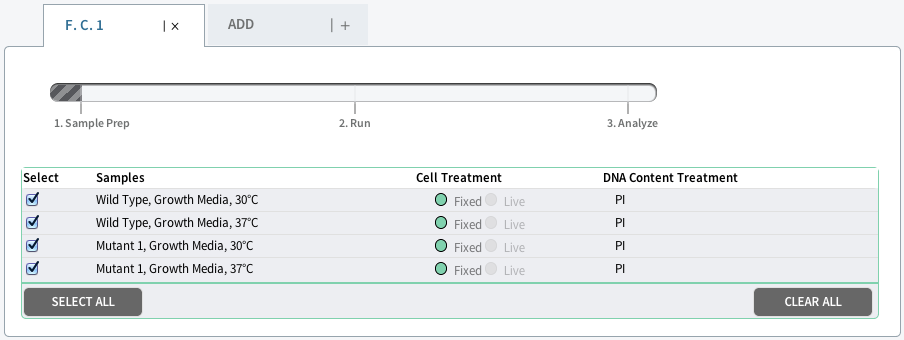 F. C. 1 | x ADD | +
1. Sample Prep 2. Run 3. Analyze
Select Samples Cell Treatment DNA Content Treatment
Wild Type, Growth Media, 30°C Fixed Live PI
Wild Type, Growth Media, 37°C Fixed Live PI
Mutant 1, Growth Media, 30°C Fixed Live PI
Mutant 1, Growth Media, 37°C Fixed Live PI
SELECT ALL CLEAR ALL